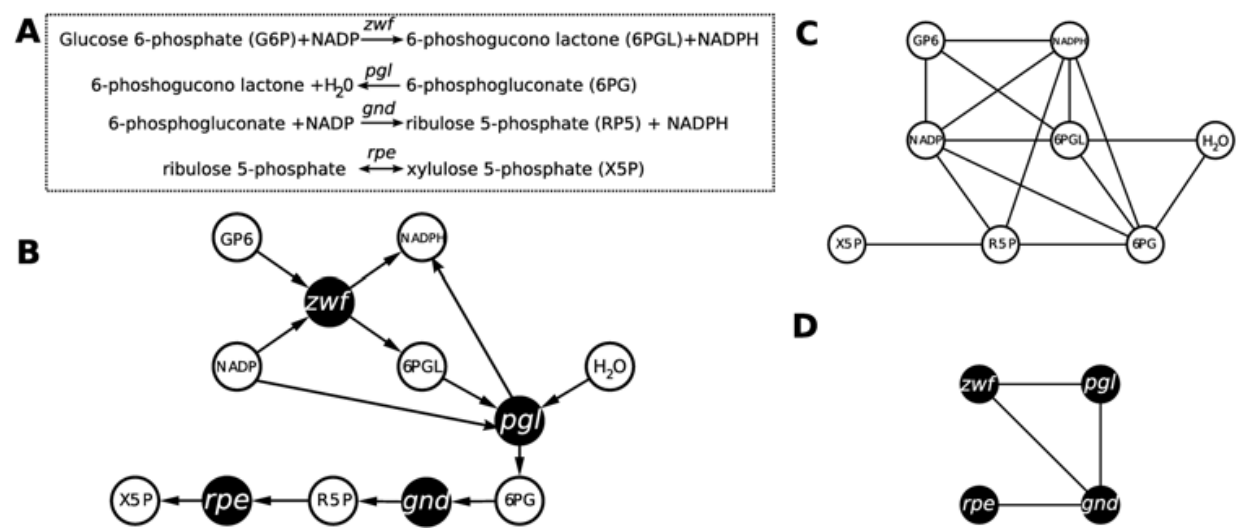 A
zwf
Glucose 6-phosphate (G6P)+NADP 6-phoshogucono lactone (6PGL)+NADPH
pgl
6-phoshogucono lactone +H₂0 6-phosphogluconate (6PG)
gnd
6-phosphogluconate +NADP ribulose 5-phosphate (RP5) + NADPH
rpe
ribulose 5-phosphate xylulose 5-phosphate (X5P)
B
GP6
NADPH
zwf
NADP
6PGL
H₂O
pgl
X5P
rpe
R5P
gnd
6PG
C
GP6
NADPH
NADP
6PGL
H₂O
X5P
R5P
6PG
D
zwf
pgl
rpe
gnd